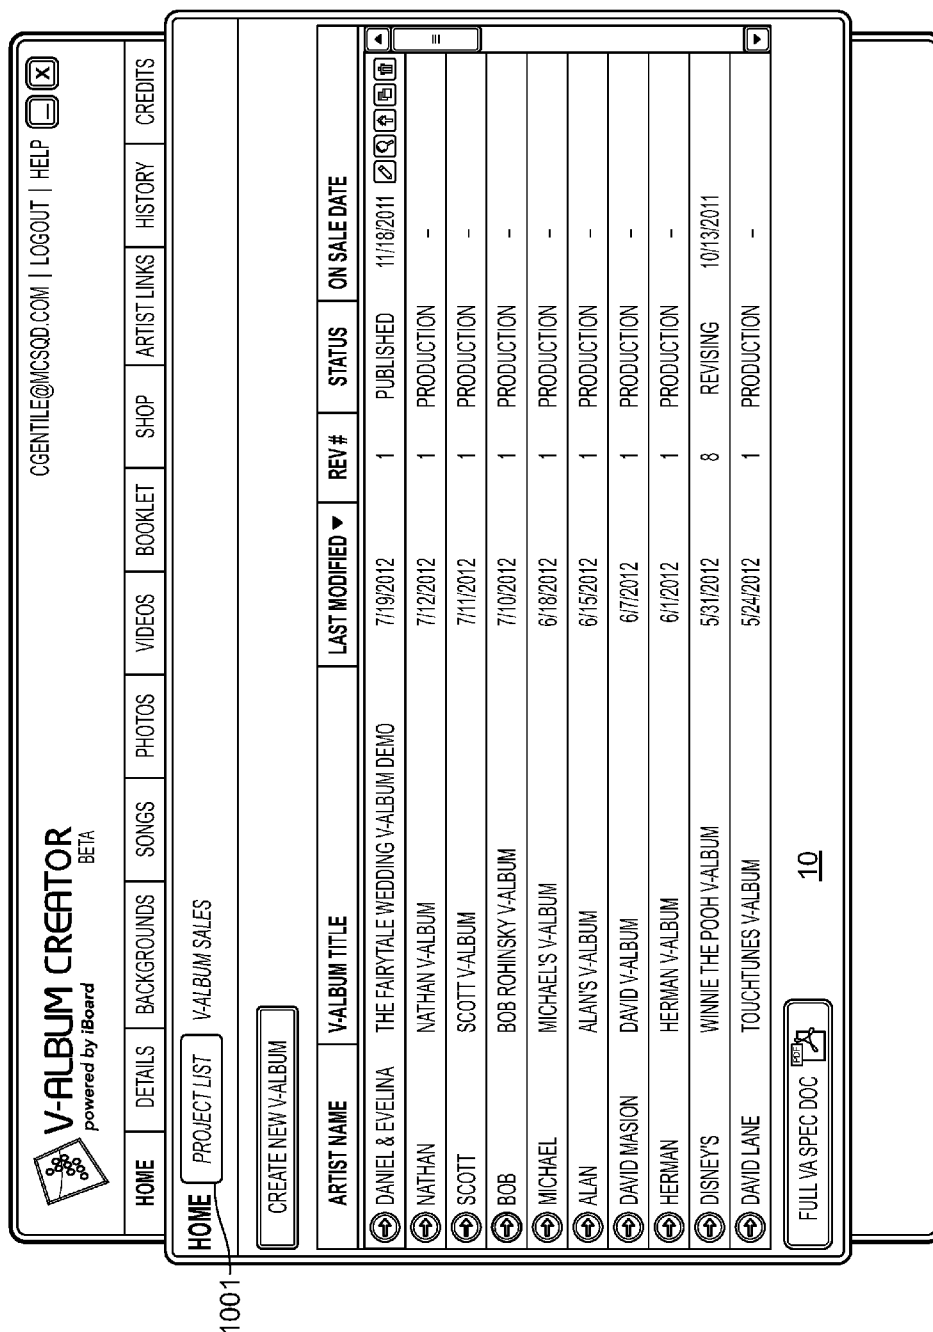 V-ALBUM CREATOR
powered by iBoard BETA
CGENTILE@MCSQD.COM | LOGOUT | HELP
HOME DETAILS BACKGROUNDS SONGS PHOTOS VIDEOS BOOKLET SHOP ARTIST LINKS HISTORY CREDITS
HOME PROJECT LIST V-ALBUM SALES
1001
CREATE NEW V-ALBUM
ARTIST NAME V-ALBUM TITLE LAST MODIFIED ▼ REV # STATUS ON SALE DATE
DANIEL & EVELINA THE FAIRYTALE WEDDING V-ALBUM DEMO 7/19/2012 1 PUBLISHED 11/18/2011
NATHAN NATHAN V-ALBUM 7/12/2012 1 PRODUCTION -
SCOTT SCOTT V-ALBUM 7/11/2012 1 PRODUCTION -
BOB BOB ROHINSKY V-ALBUM 7/10/2012 1 PRODUCTION -
MICHAEL MICHAEL'S V-ALBUM 6/18/2012 1 PRODUCTION -
ALAN ALAN'S V-ALBUM 6/15/2012 1 PRODUCTION -
DAVID MASION DAVID V-ALBUM 6/7/2012 1 PRODUCTION -
HERMAN HERMAN V-ALBUM 6/1/2012 1 PRODUCTION -
DISNEY'S WINNIE THE POOH V-ALBUM 5/31/2012 8 REVISING 10/13/2011
DAVID LANE TOUCHTUNES V-ALBUM 5/24/2012 1 PRODUCTION -
FULL VA SPEC DOC PDF
10